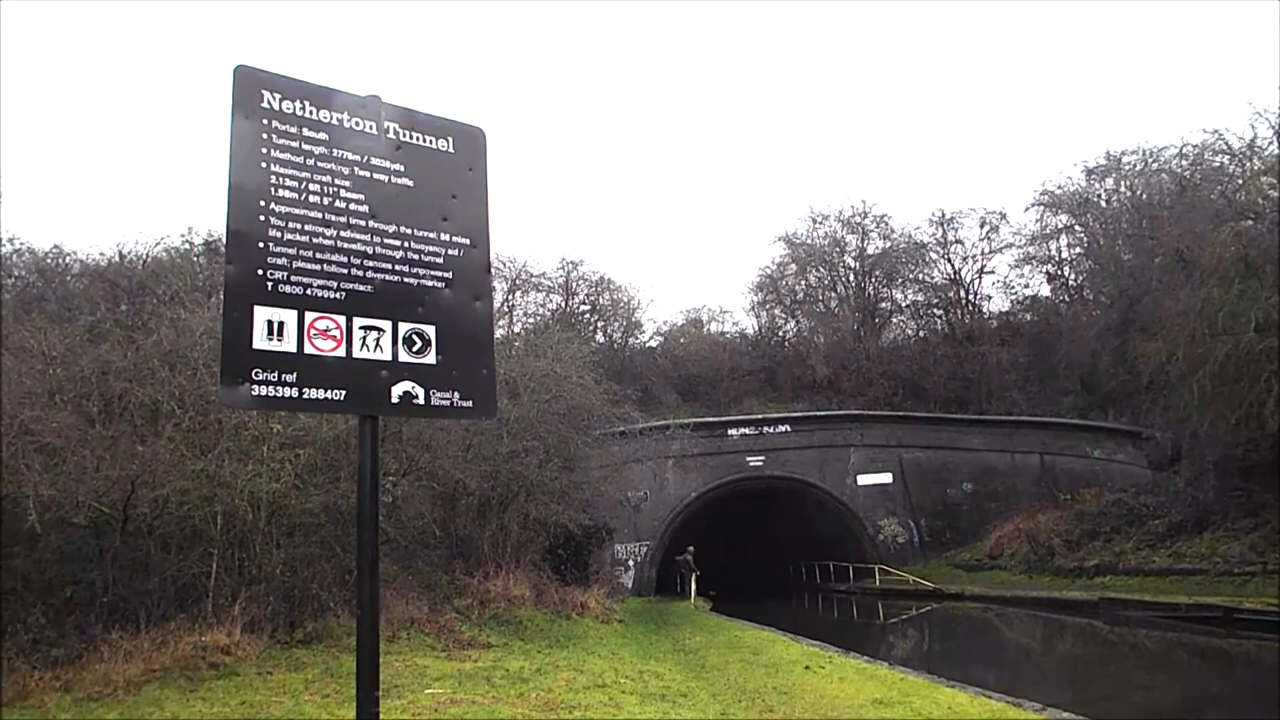 Netherton Tunnel
• Portal: South
• Tunnel length: 2776m / 3036yds
• Method of working: Two way traffic
• Maximum craft size:
2.13m / 6ft 11" Beam
1.98m / 6ft 5" Air draft
• Approximate travel time through the tunnel: 56 mins
• You are strongly advised to wear a buoyancy aid /
life jacket when travelling through the tunnel
• Tunnel not suitable for canoes and unpowered
craft; please follow the diversion way-marker
• CRT emergency contact:
T 0800 4799947
Grid ref
395396 288407
Canal &
River Trust